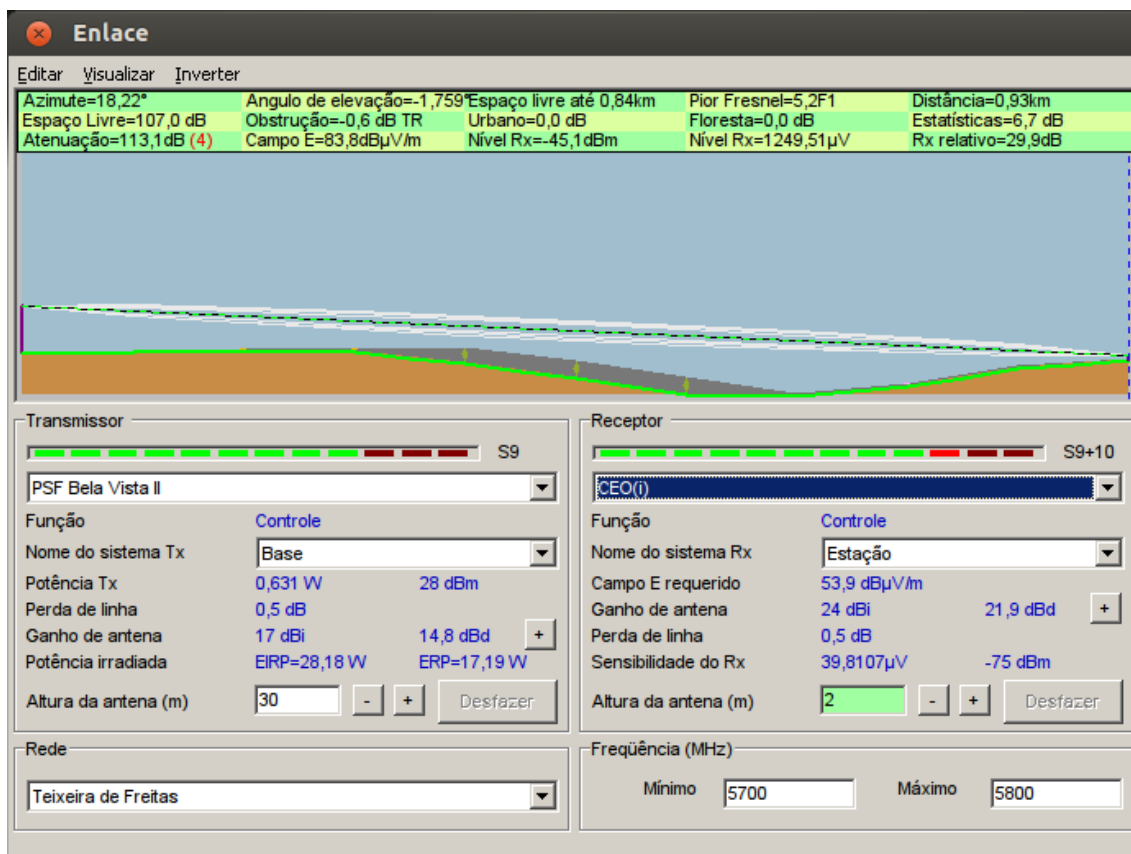 Enlace
Editar Visualizar Inverter
Azimute=18,22° Angulo de elevação=-1,759° Espaço livre até 0,84km Pior Fresnel=5,2F1 Distância=0,93km
Espaço Livre=107,0 dB Obstrução=-0,6 dB TR Urbano=0,0 dB Floresta=0,0 dB Estatísticas=6,7 dB
Atenuação=113,1dB (4) Campo E=83,8dBµV/m Nível Rx=-45,1dBm Nível Rx=1249,51µV Rx relativo=29,9dB
Transmissor
S9
PSF Bela Vista II
Função Controle
Nome do sistema Tx Base
Potência Tx 0,631 W 28 dBm
Perda de linha 0,5 dB
Ganho de antena 17 dBi 14,8 dBd +
Potência irradiada EIRP=28,18 W ERP=17,19 W
Altura da antena (m) 30 - + Desfazer
Receptor
S9+10
CEO(i)
Função Controle
Nome do sistema Rx Estação
Campo E requerido 53,9 dBµV/m
Ganho de antena 24 dBi 21,9 dBd +
Perda de linha 0,5 dB
Sensibilidade do Rx 39,8107µV -75 dBm
Altura da antena (m) 2 - + Desfazer
Rede
Teixeira de Freitas
Freqüência (MHz)
Mínimo 5700 Máximo 5800